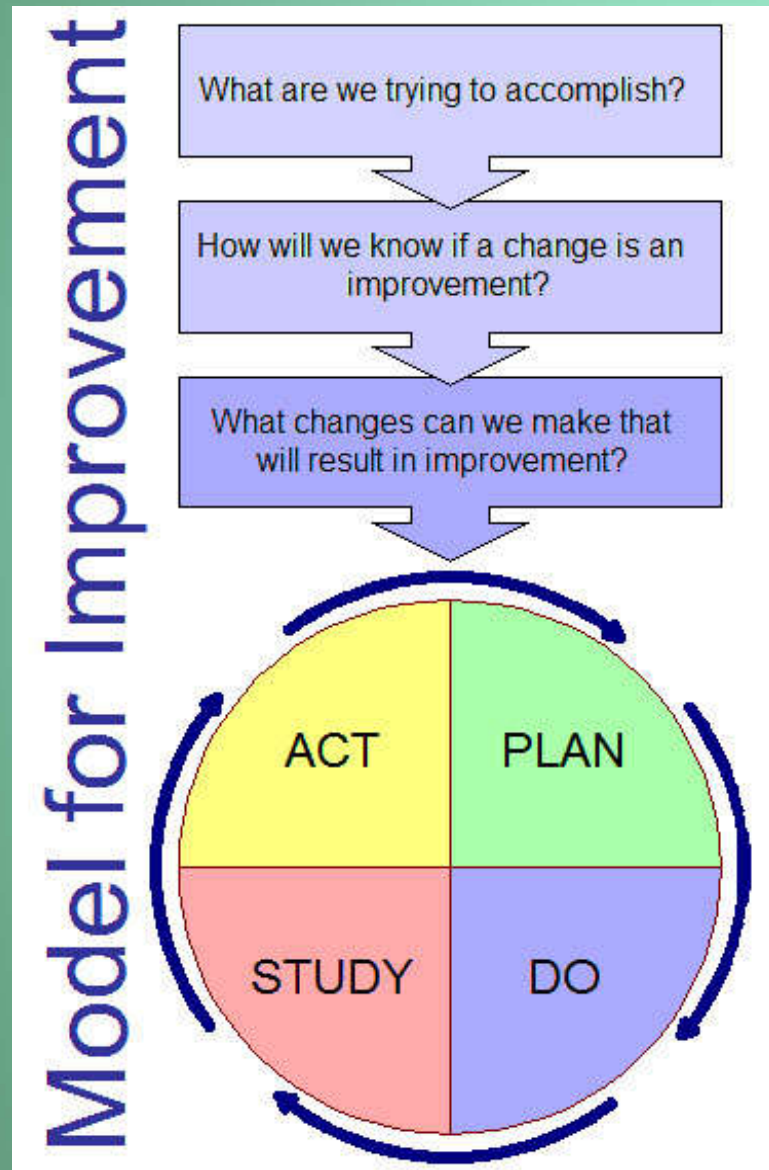 Model for Improvement
What are we trying to accomplish?
How will we know if a change is an
improvement?
What changes can we make that
will result in improvement?
ACT
PLAN
STUDY
DO